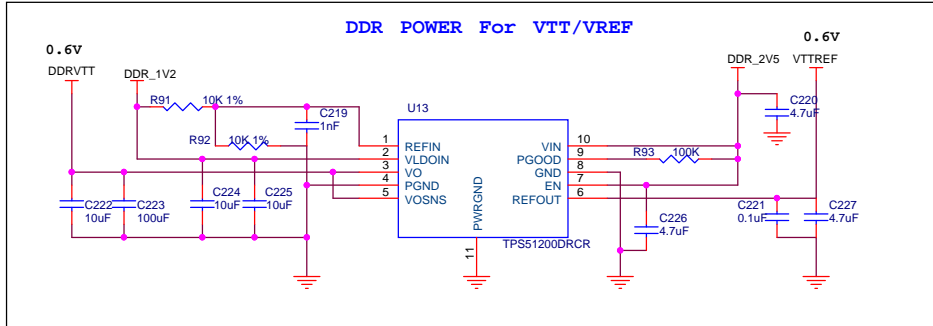 DDR POWER For VTT/VREF
0.6V
0.6V
DDRVTT
DDR_1V2
DDR_2V5
VTTREF
R91
10K 1%
C219
1nF
U13
C220
4.7uF
R92
10K 1%
1
REFIN
VIN
10
2
VLDOIN
PGOOD
9
R93
100K
3
VO
GND
8
4
PGND
EN
7
5
VOSNS
REFOUT
6
PWRGND
11
TPS51200DRCR
C222
10uF
C223
100uF
C224
10uF
C225
10uF
C226
4.7uF
C221
0.1uF
C227
4.7uF